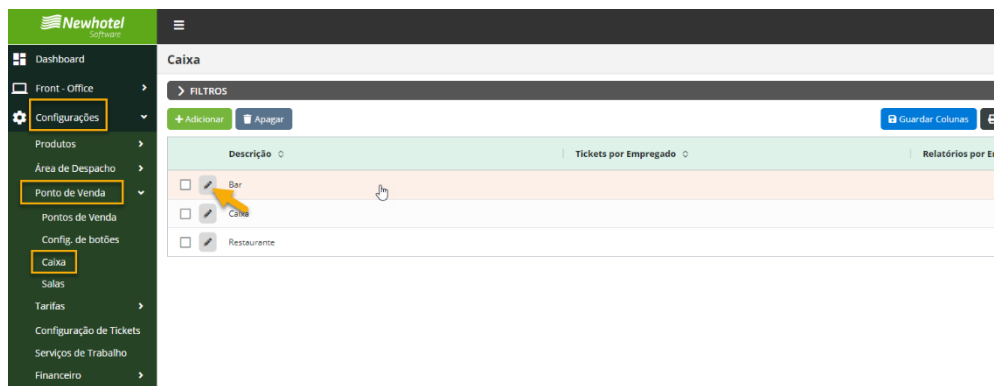 Newhotel
Software
Dashboard
Front - Office
Configurações
Produtos
Área de Despacho
Ponto de Venda
Pontos de Venda
Config. de botões
Caixa
Salas
Tarifas
Configuração de Tickets
Serviços de Trabalho
Financeiro
Caixa
FILTROS
+ Adicionar Apagar Guardar Colunas
Descrição Tickets por Empregado Relatórios por
Bar
Caixa
Restaurante